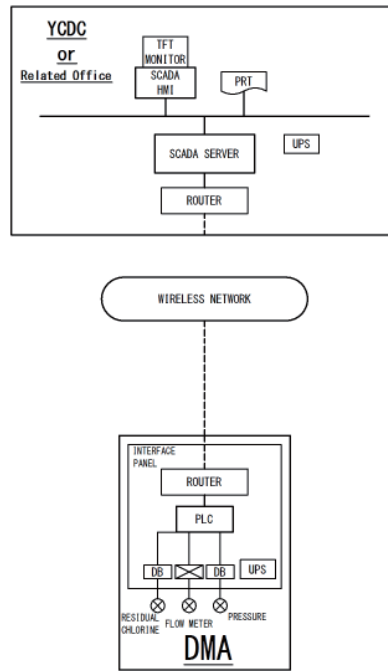 YCDC
or
Related Office
TFT
MONITOR
SCADA
HMI
PRT
SCADA SERVER
UPS
ROUTER
WIRELESS NETWORK
INTERFACE
PANEL
ROUTER
PLC
DB
DB
UPS
RESIDUAL
CHLORINE
FLOW METER
PRESSURE
DMA